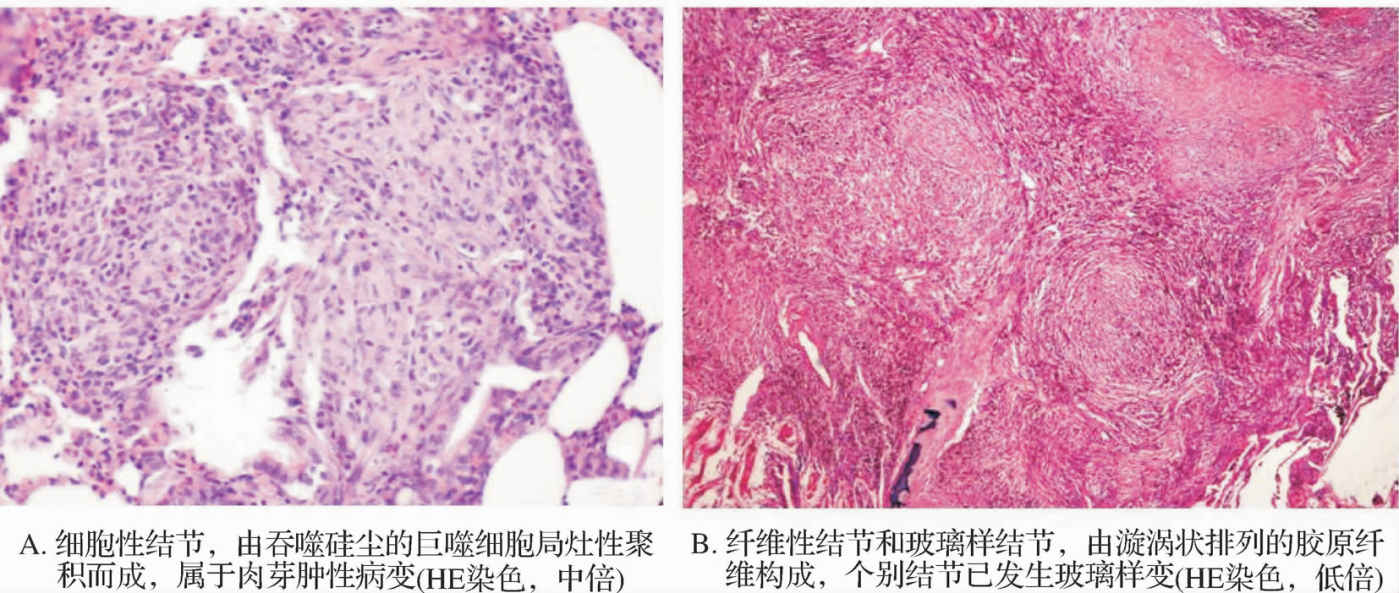 A. 细胞性结节，由吞噬硅尘的巨噬细胞局灶性聚
积而成，属于肉芽肿性病变(HE染色，中倍)
B. 纤维性结节和玻璃样结节，由漩涡状排列的胶原纤
维构成，个别结节已发生玻璃样变(HE染色，低倍)